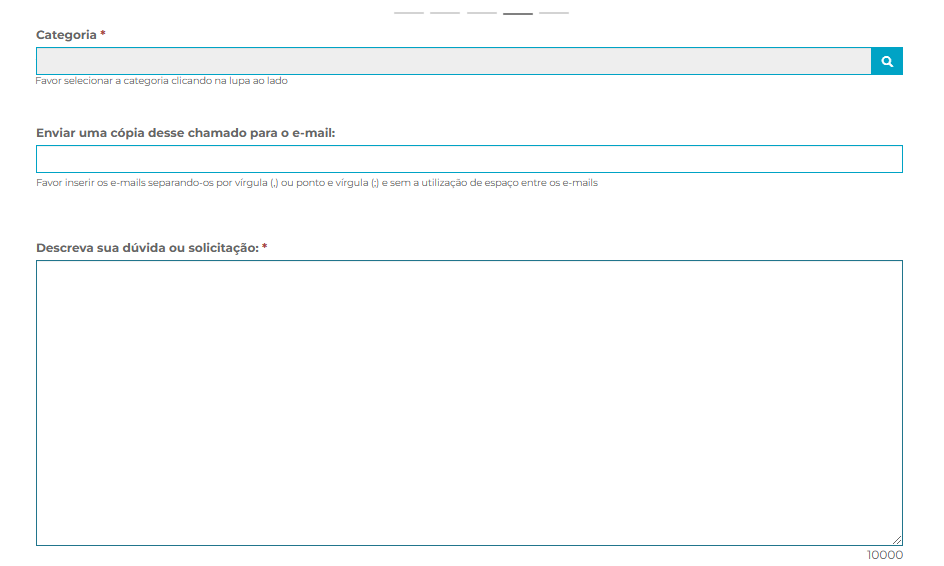 Categoria *
Favor selecionar a categoria clicando na lupa ao lado
Enviar uma cópia desse chamado para o e-mail:
Favor inserir os e-mails separando-os por vírgula (,) ou ponto e vírgula (;) e sem a utilização de espaço entre os e-mails
Descreva sua dúvida ou solicitação: *
10000